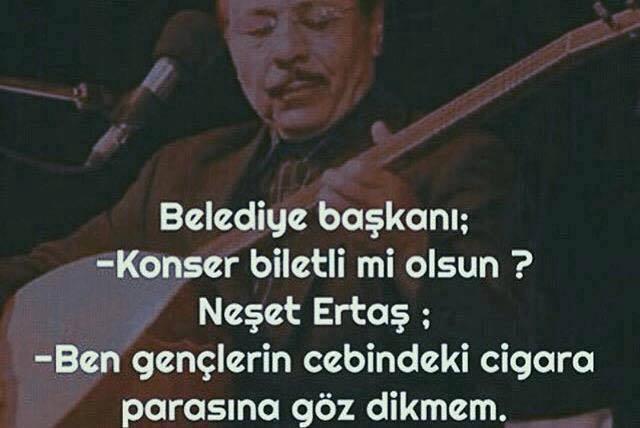 Belediye başkanı;
-Konser biletli mi olsun ?
Neşet Ertaş ;
-Ben gençlerin cebindeki cigara
parasına göz dikmem.